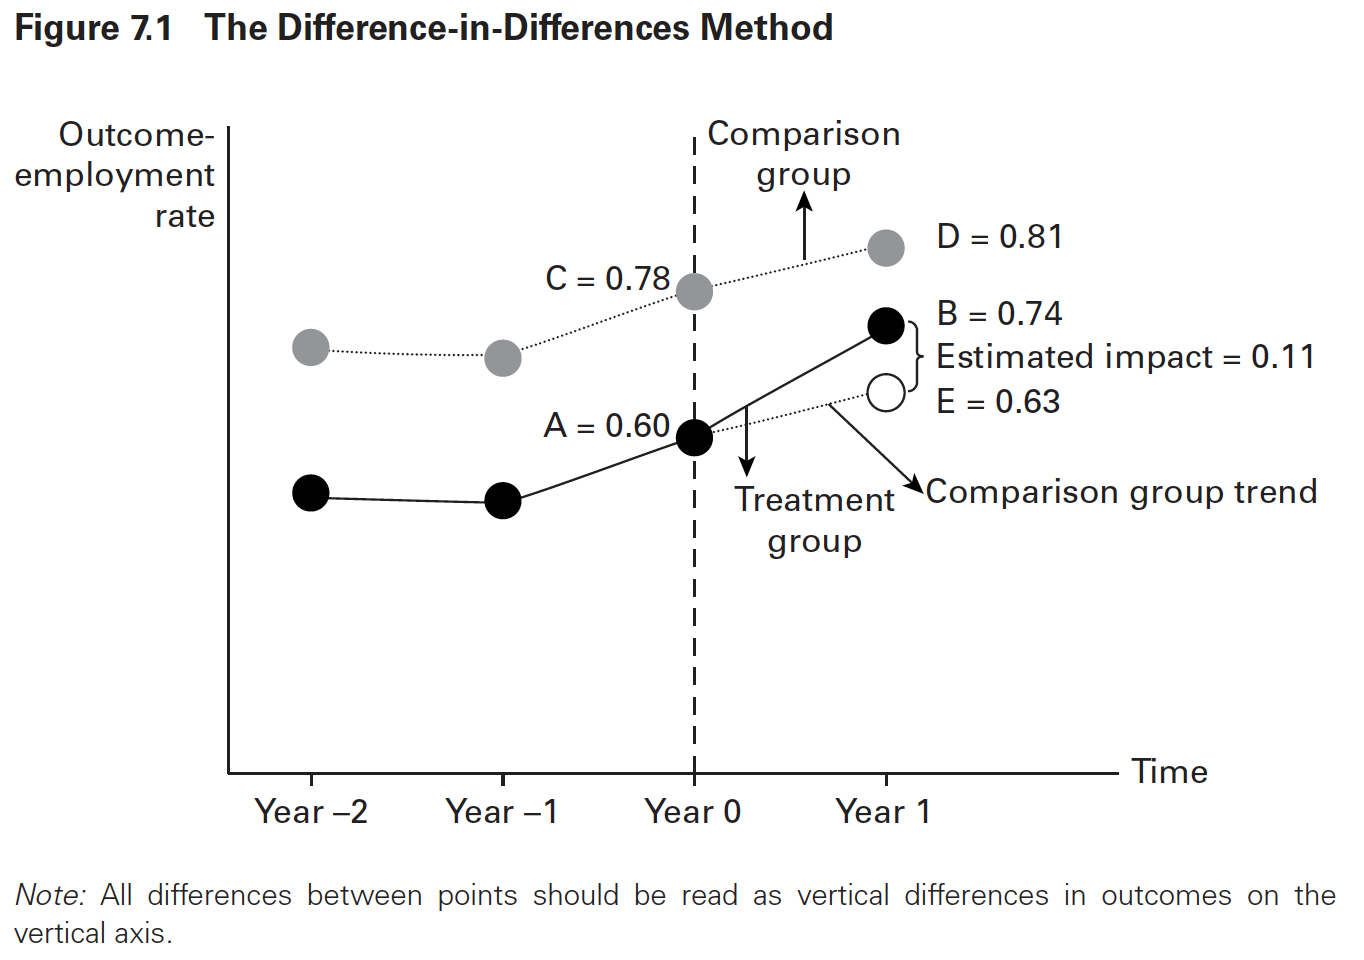 Figure 7.1 The Difference-in-Differences Method
Outcome-
employment
rate
Comparison
group
D = 0.81
C = 0.78
B = 0.74
Estimated impact = 0.11
E = 0.63
A = 0.60
Comparison group trend
Treatment
group
Time
Year –2
Year –1
Year 0
Year 1
Note: All differences between points should be read as vertical differences in outcomes on the
vertical axis.